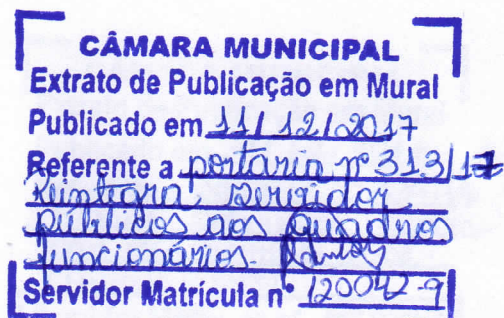 CÂMARA MUNICIPAL
Extrato de Publicação em Mural
Publicado em 11/12/2017
Referente a portaria nº 313/17
Reintegra servidor
públicos aos quadros
funcionários.
Servidor Matrícula nº 120042-9